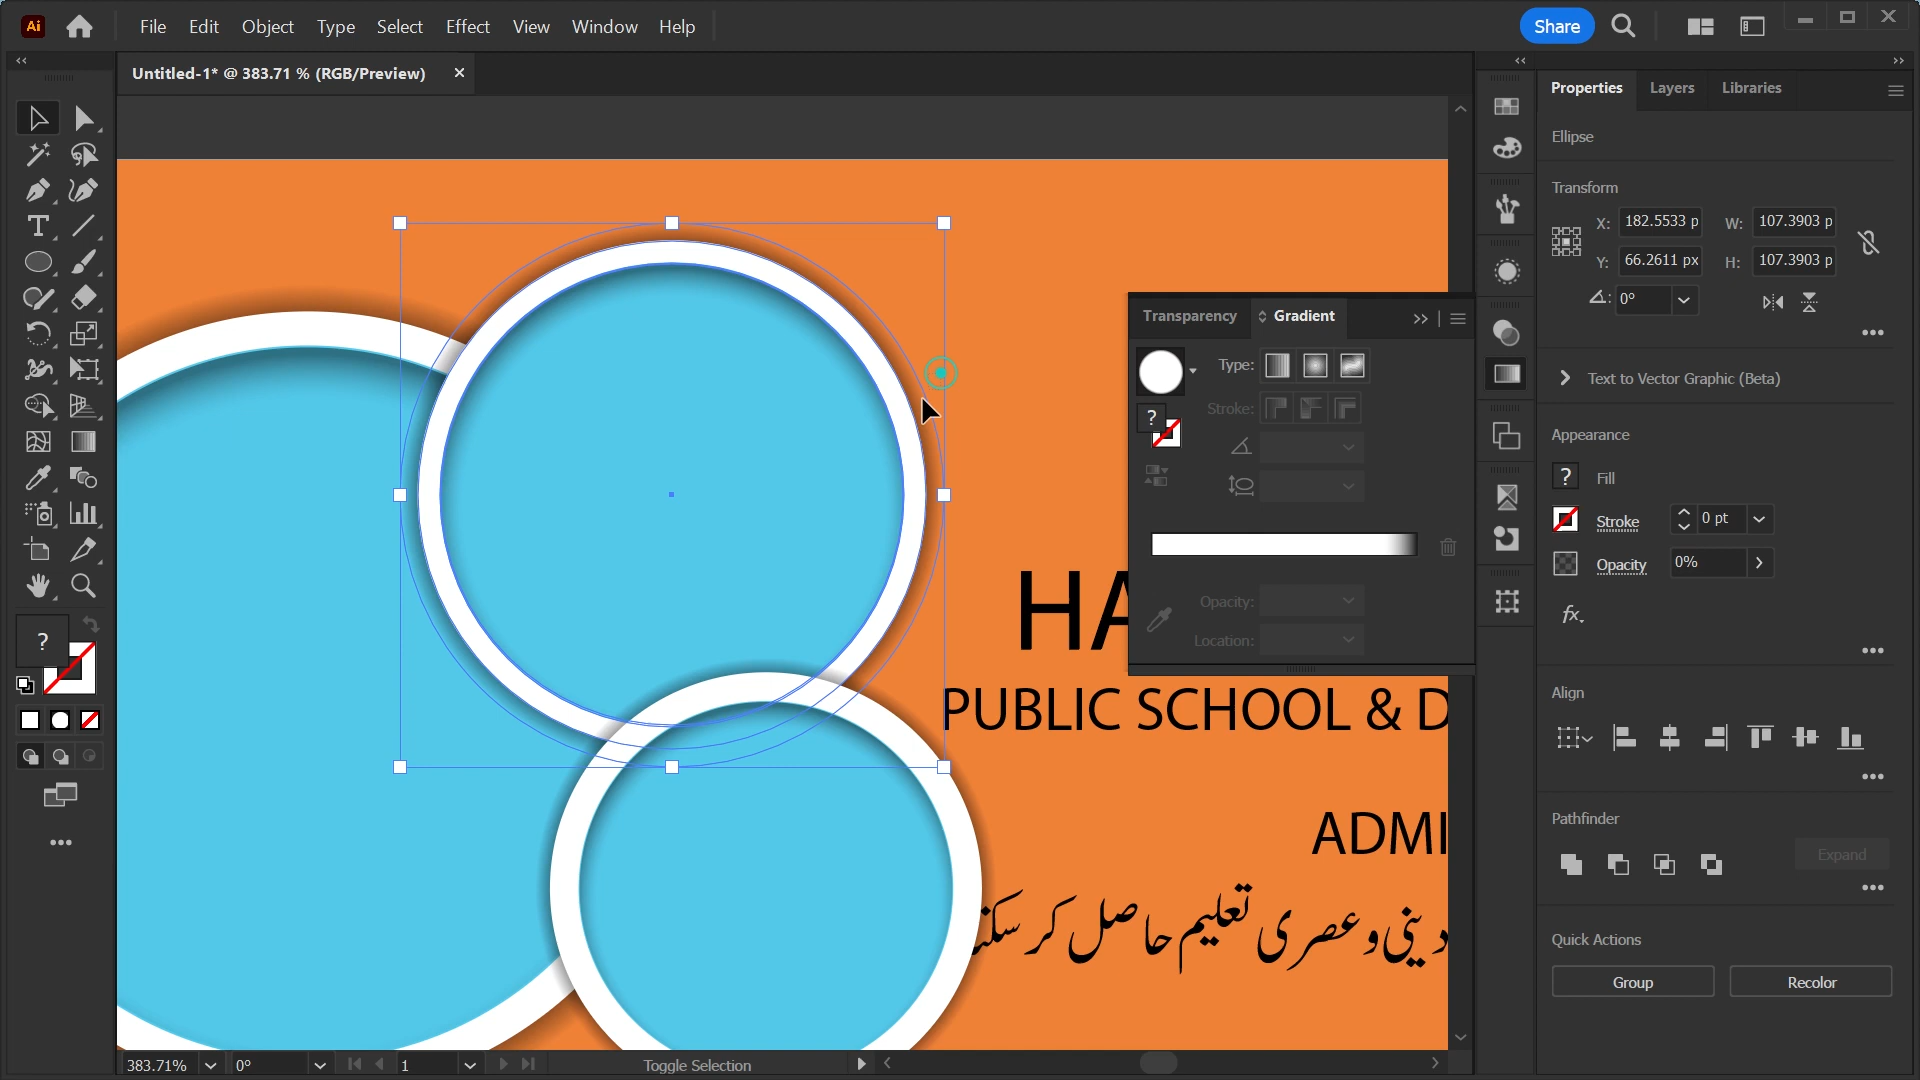 Ai File Edit Object Type Select Effect View Window Help Share
Untitled-1* @ 383.71 % (RGB/Preview)
Properties Layers Libraries
Ellipse
Transform
X: 182.5533 p W: 107.3903 p
Y: 66.2611 px H: 107.3903 p
0°
Text to Vector Graphic (Beta)
Appearance
? Fill
Stroke 0 pt
Opacity 0%
fx.
Align
Pathfinder
Expand
Quick Actions
Group Recolor
Transparency Gradient
Type:
?
Stroke:
Opacity:
Location:
?
HA
PUBLIC SCHOOL & D
ADMI
دینی و عصری تعلیم حاصل کر سکتے
383.71% 0° 1 Toggle Selection